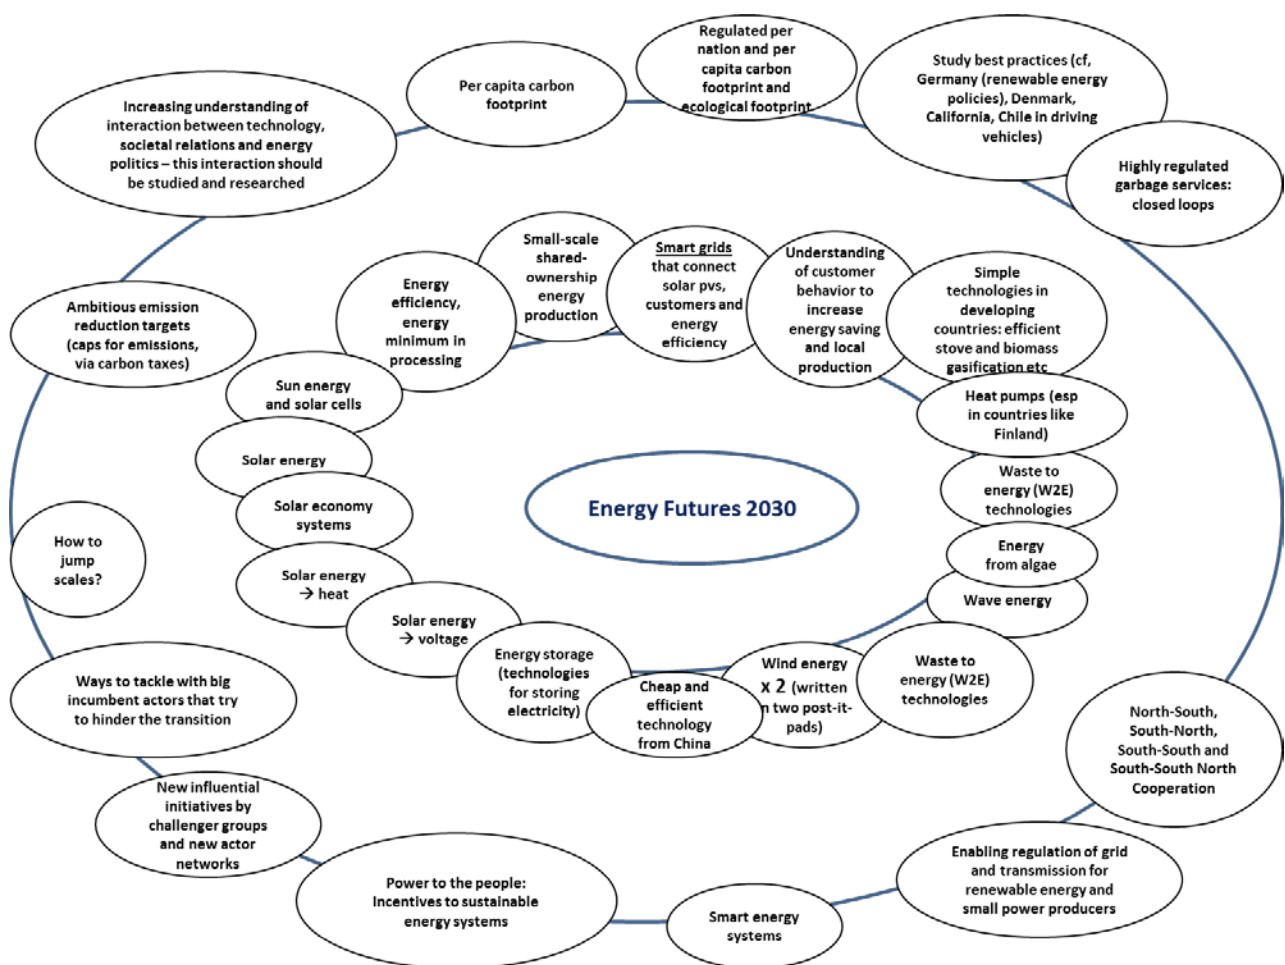 Regulated per
nation and per
capita carbon
footprint and
ecological footprint
Per capita carbon
footprint
Study best practices (cf,
Germany (renewable energy
policies), Denmark,
California, Chile in driving
vehicles)
Increasing understanding of
interaction between technology,
societal relations and energy
politics – this interaction should
be studied and researched
Highly regulated
garbage services:
closed loops
Small-scale
shared-
ownership
energy
production
Smart grids
that connect
solar pvs,
customers and
energy
efficiency
Understanding
of customer
behavior to
increase energy saving
and local
production
Simple
technologies in
developing
countries: efficient
stove and biomass
gasification etc
Energy
efficiency,
energy
minimum in
processing
Ambitious emission
reduction targets
(caps for emissions,
via carbon taxes)
Sun energy
and solar cells
Heat pumps (esp
in countries like
Finland)
Solar energy
Waste to
energy (W2E)
technologies
Solar economy
systems
Energy Futures 2030
How to
jump
scales?
Energy
from algae
Solar energy
→ heat
Wave energy
Solar energy
→ voltage
Energy storage
(technologies
for storing
electricity)
Cheap and
efficient
technology
from China
Wind energy
x 2 (written
n two post-it-
pads)
Waste to
energy (W2E)
technologies
Ways to tackle with big
incumbent actors that try
to hinder the transition
North-South,
South-North,
South-South and
South-South North
Cooperation
New influential
initiatives by
challenger groups
and new actor
networks
Enabling regulation of grid
and transmission for
renewable energy and
small power producers
Power to the people:
Incentives to sustainable
energy systems
Smart energy
systems